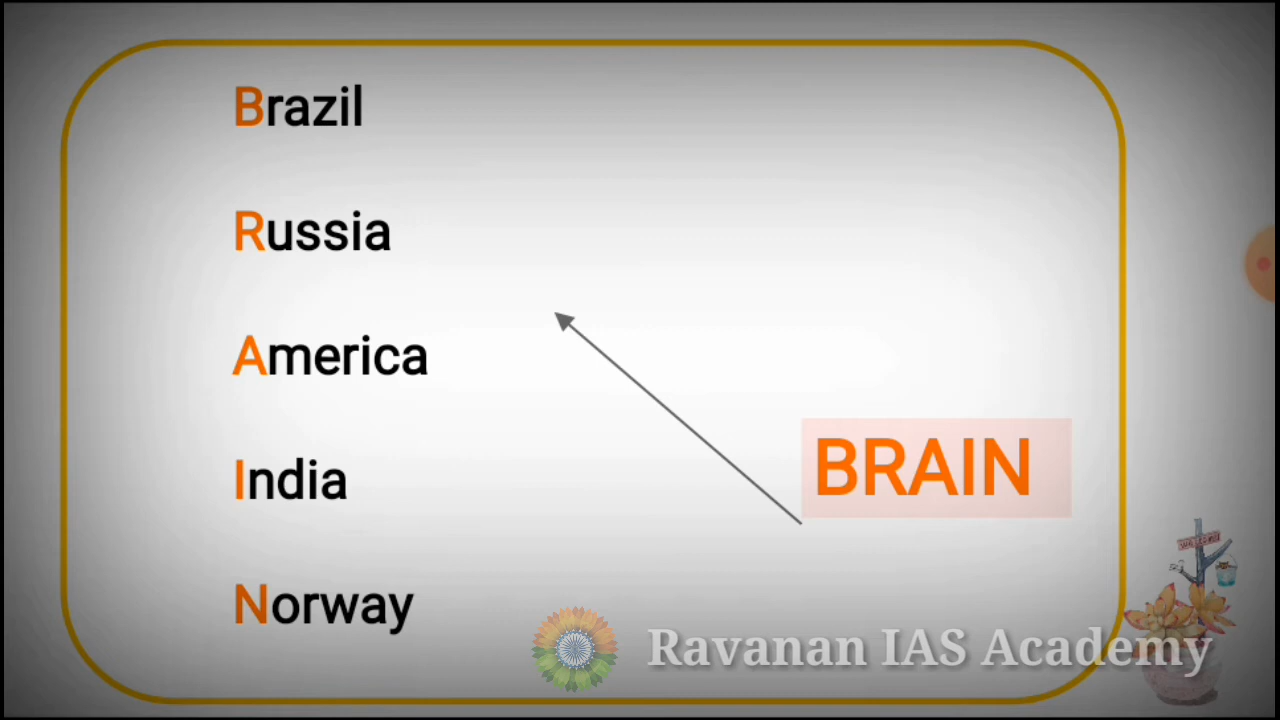 Brazil
Russia
America
India
BRAIN
Norway
Ravanan IAS Academy